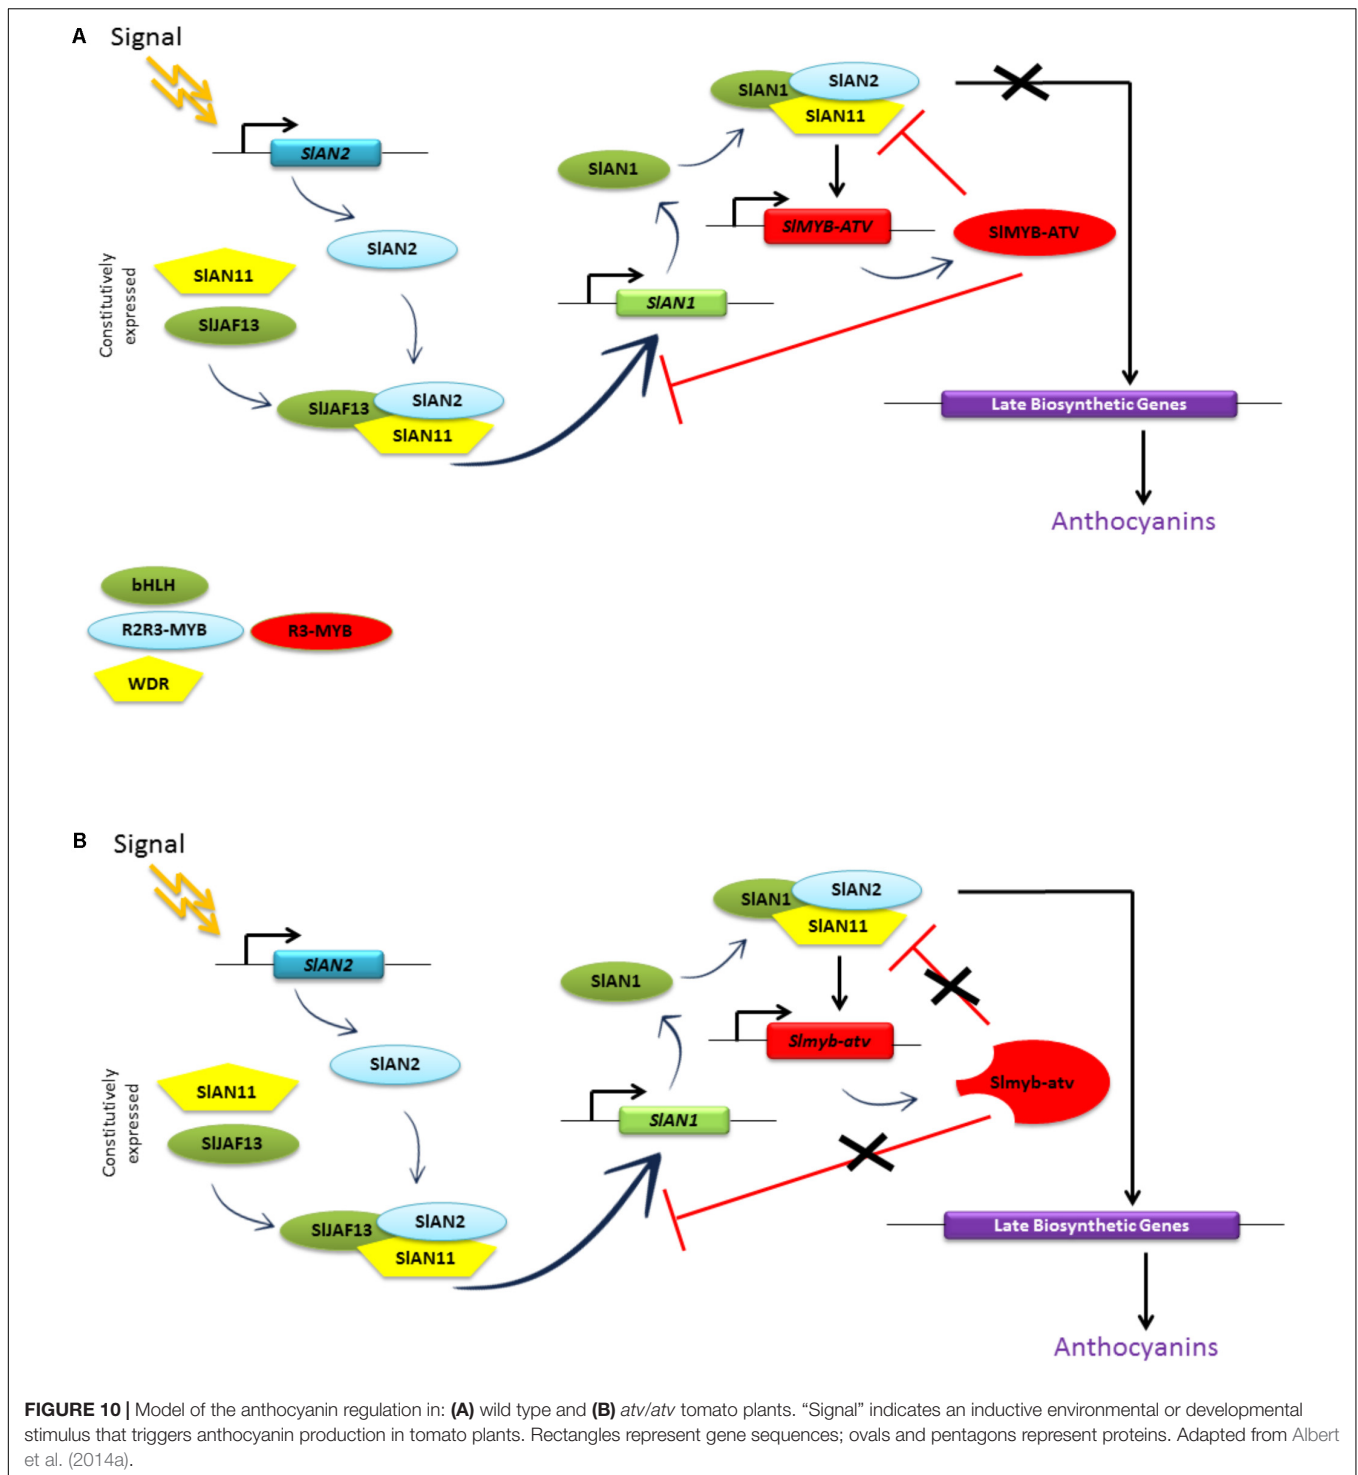 A
Signal
SlAN2
SlAN2
Constitutively
expressed
SlAN11
SlJAF13
SlJAF13
SlAN2
SlAN11
SlAN1
SlAN1
SlAN1
SlAN2
SlAN11
SlMYB-ATV
SlMYB-ATV
Late Biosynthetic Genes
Anthocyanins
bHLH
R2R3-MYB
R3-MYB
WDR
B
Signal
SlAN2
SlAN2
Constitutively
expressed
SlAN11
SlJAF13
SlJAF13
SlAN2
SlAN11
SlAN1
SlAN1
SlAN1
SlAN2
SlAN11
Slmyb-atv
Slmyb-atv
Late Biosynthetic Genes
Anthocyanins
FIGURE 10 | Model of the anthocyanin regulation in: (A) wild type and (B) atv/atv tomato plants. “Signal” indicates an inductive environmental or developmental
stimulus that triggers anthocyanin production in tomato plants. Rectangles represent gene sequences; ovals and pentagons represent proteins. Adapted from Albert
et al. (2014a).